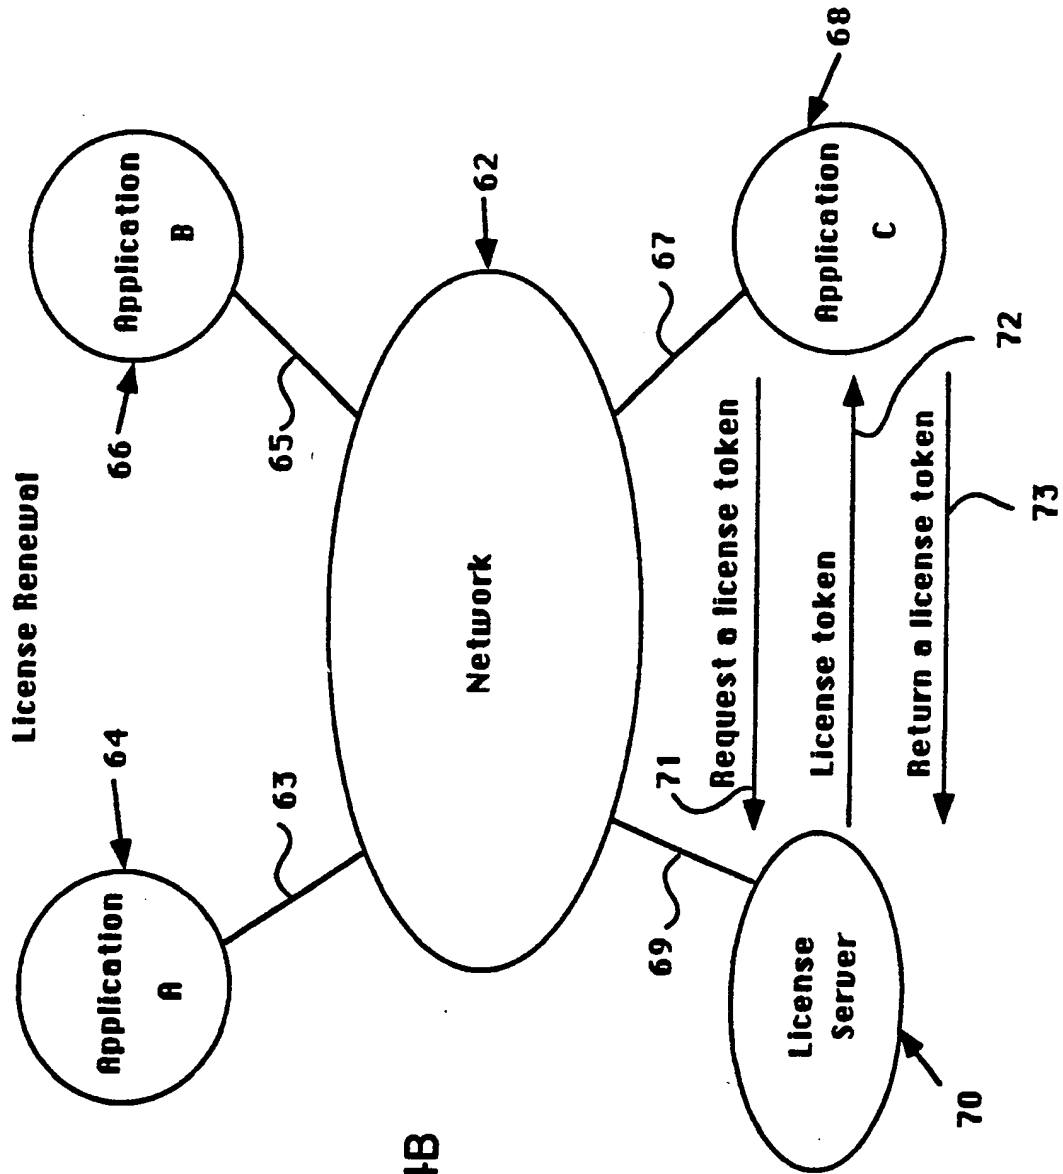 License Renewal
64
Application
A
63
66
Application
B
65
Network
62
69
67
71
Request a license token
License token
Return a license token
License
Server
70
Application
C
68
72
73
4B